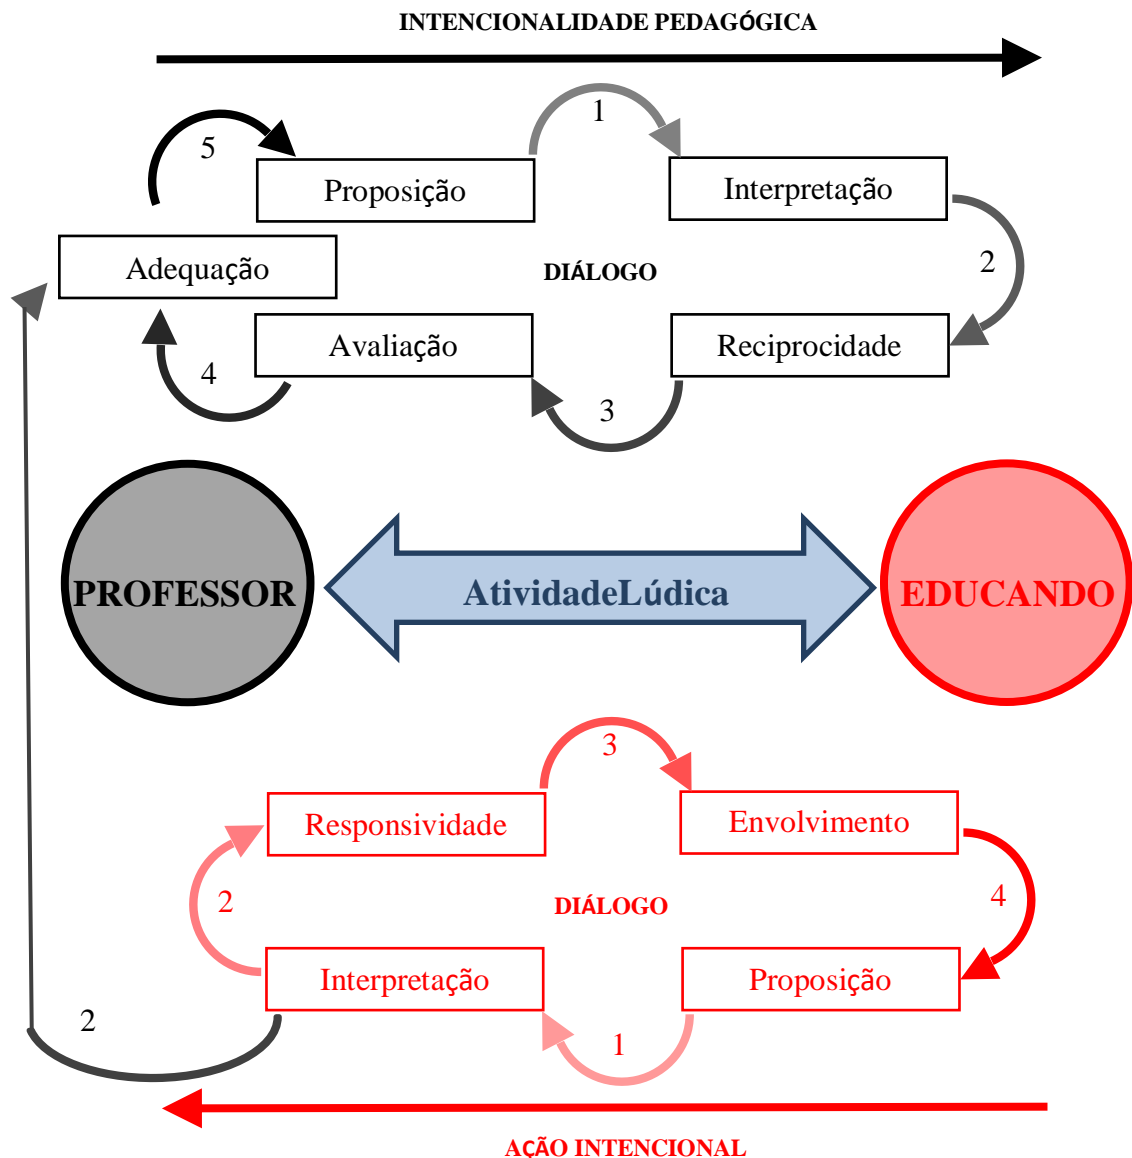 INTENCIONALIDADE PEDAGÓGICA
1
5
Proposição
Interpretação
Adequação
DIÁLOGO
2
Avaliação
Reciprocidade
4
3
PROFESSOR
AtividadeLúdica
EDUCANDO
3
Responsividade
Envolvimento
2
DIÁLOGO
4
Interpretação
Proposição
2
1
AÇÃO INTENCIONAL